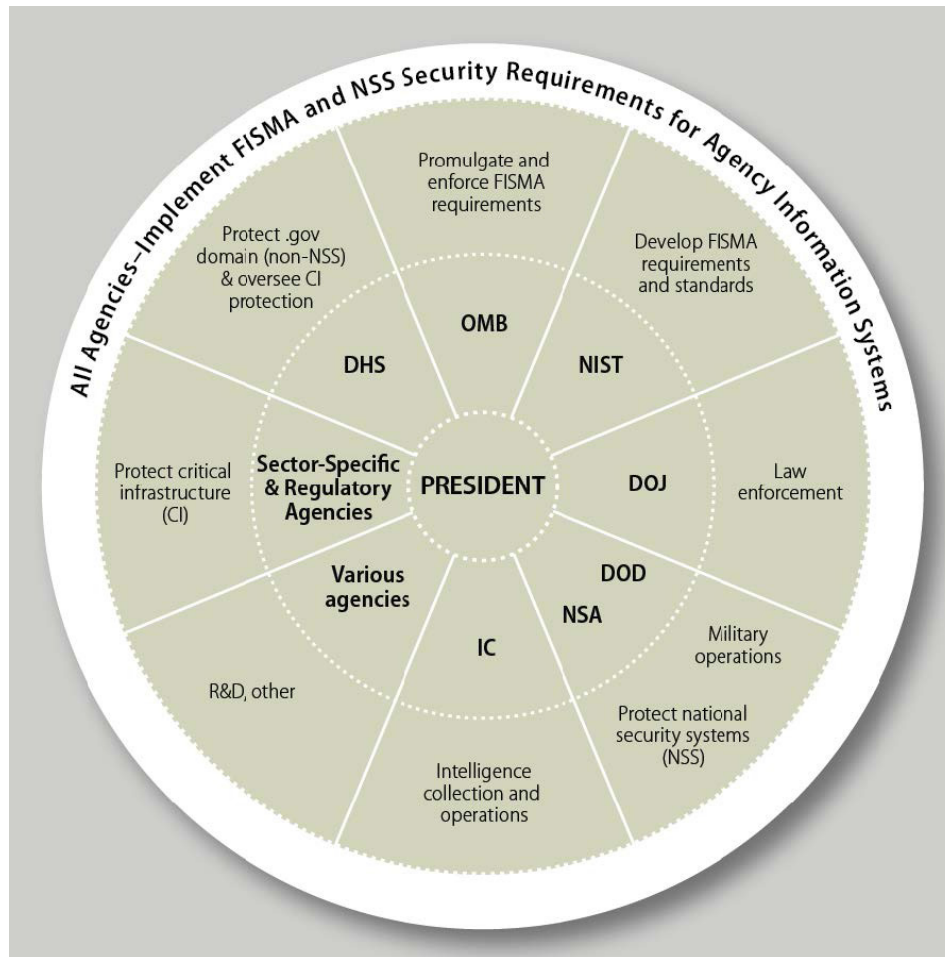 All Agencies–Implement FISMA and NSS Security Requirements for Agency Information Systems
Promulgate and
enforce FISMA
requirements
Protect .gov
domain (non-NSS)
& oversee CI
protection
Develop FISMA
requirements
and standards
OMB
DHS
NIST
Protect critical
infrastructure
(CI)
Sector-Specific
& Regulatory
Agencies
PRESIDENT
DOJ
Law
enforcement
Various
agencies
DOD
NSA
IC
Military
operations
R&D, other
Protect national
security systems
(NSS)
Intelligence
collection and
operations